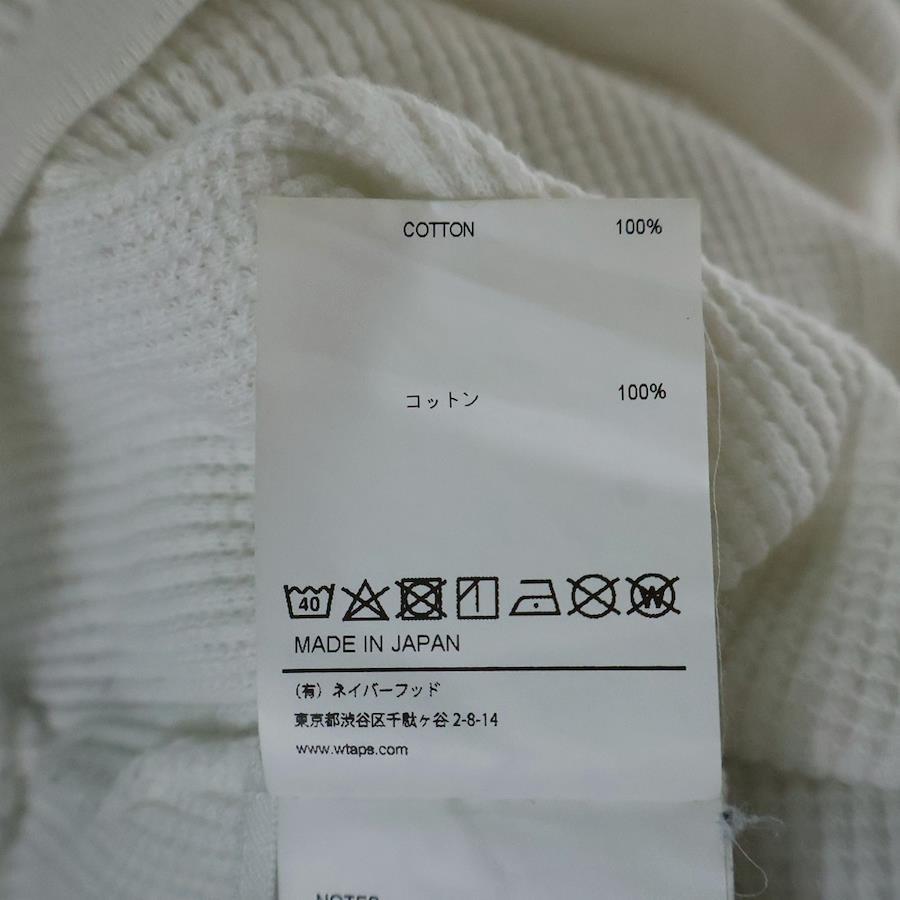 COTTON 100%
コットン 100%
40 W
MADE IN JAPAN
(有) ネイバーフッド
東京都渋谷区千駄ヶ谷 2-8-14
www.wtaps.com